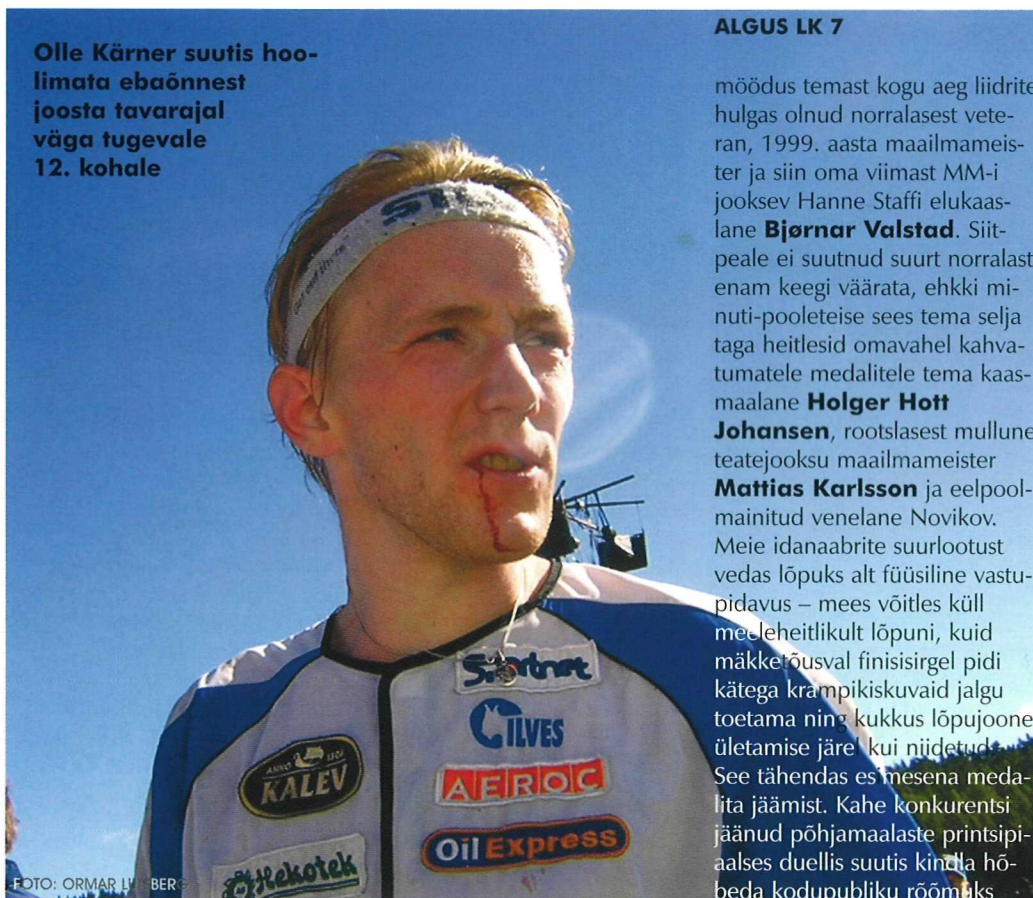 Olle Kärner suutis hoo-
limata ebaõnnest
joosta tavarajal
väga tugevale
12. kohale
ALGUS LK 7
möödus temast kogu aeg liidrite
hulgas olnud norralasest vete-
ran, 1999. aasta maailmameis-
ter ja siin oma viimast MM-i
jooksev Hanne Staffi elukaas-
lane Bjørnar Valstad. Siit-
peale ei suutnud suurt norralast
enam keegi väärata, ehkki mi-
nuti-pooleteise sees tema selja
taga heitlesid omavahel kahva-
tumatele medalitele tema kaas-
maalane Holger Hott
Johansen, rootslasest mullune
teatejooksu maailmameister
Mattias Karlsson ja eelpool-
mainitud venelane Novikov.
Meie idanaabrite suurlootust
vedas lõpuks alt füüsiline vastu-
pidavus – mees võitles küll
meeleheitlikult lõpuni, kuid
mäkketõusval finisisirgel pidi
kätega krampikiskuvaid jalgu
toetama ning kukkus lõpujoone
ületamise järel kui niidetud.
See tähendas esimesena meda-
lita jäämist. Kahe konkurentsi
jäänud põhjamaalaste printsipi-
aalses duellis suutis kindla hõ-
beda kodupubliku rõõmuks
ILVES
ANNO 1806
KALEV
AEROC
Oil Express
Hekotek
FOTO: ORMAR